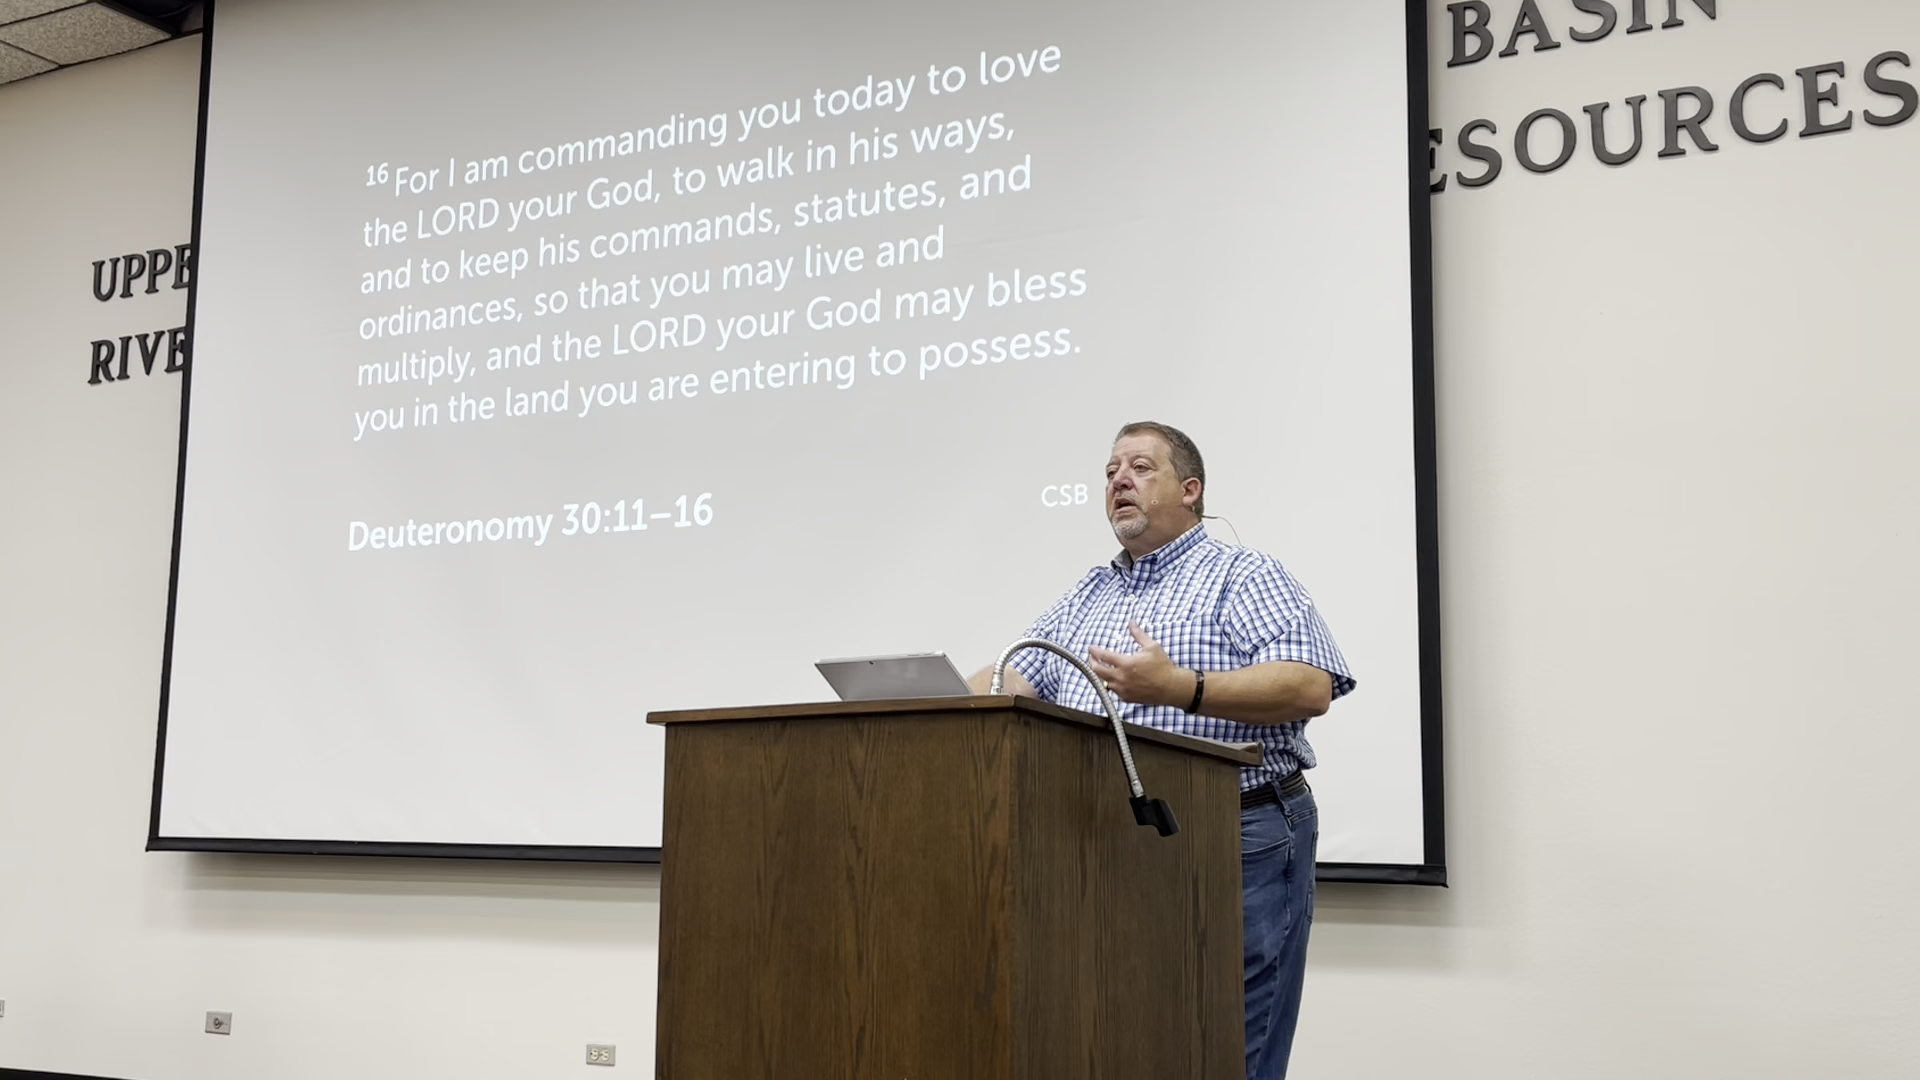 BASIN
ESOURCES
UPPE
RIVE
16 For I am commanding you today to love
the LORD your God, to walk in his ways,
and to keep his commands, statutes, and
ordinances, so that you may live and
multiply, and the LORD your God may bless
you in the land you are entering to possess.
Deuteronomy 30:11–16
CSB